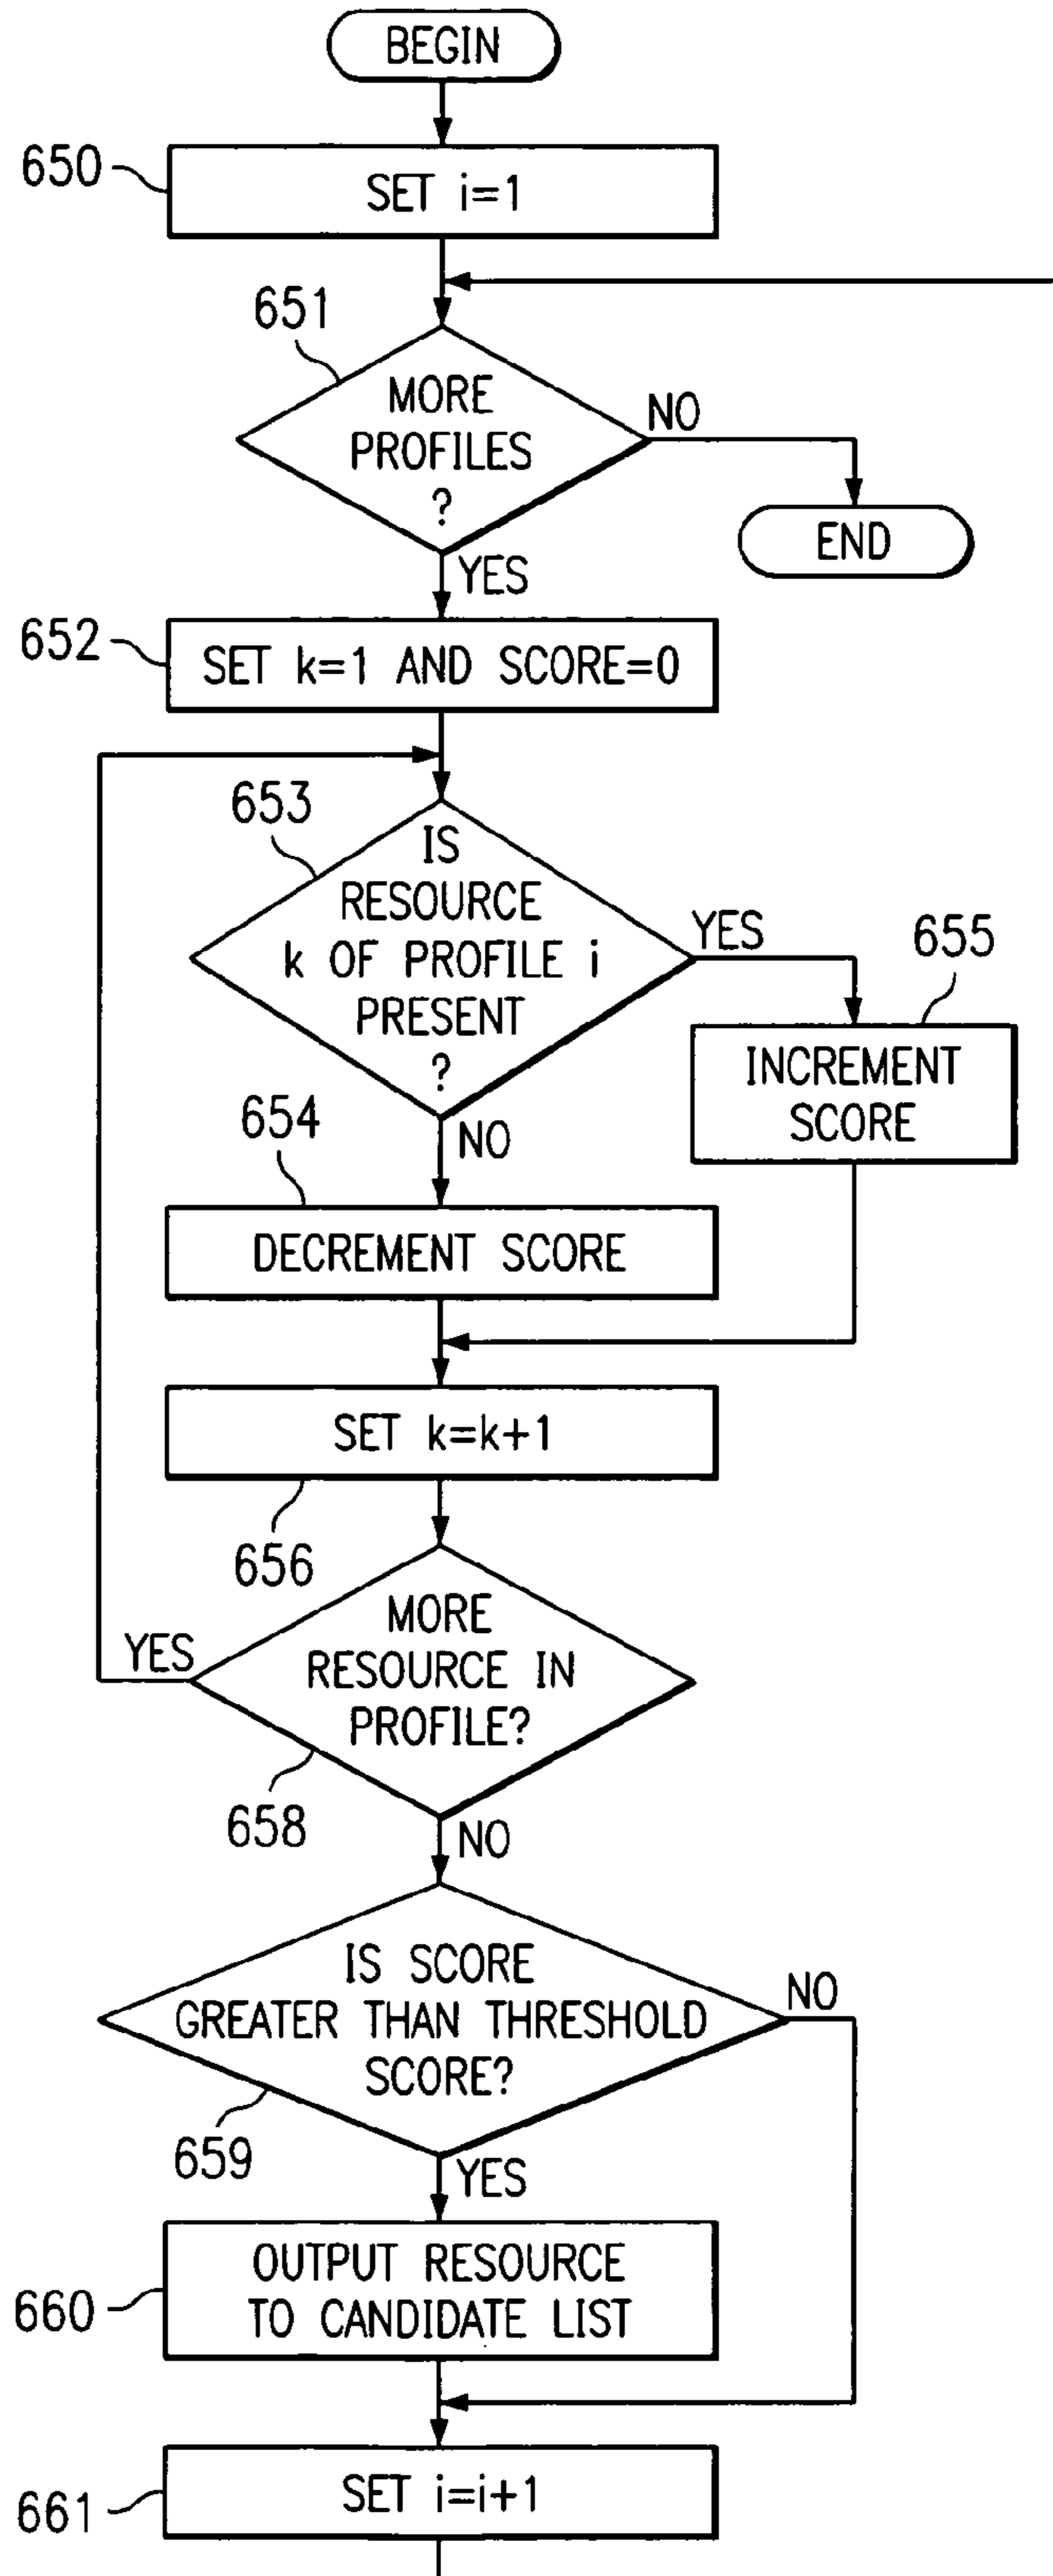 BEGIN
650
SET i=1
651
MORE
PROFILES
?
NO
END
YES
652
SET k=1 AND SCORE=0
653
IS
RESOURCE
k OF PROFILE i
PRESENT
?
YES
655
INCREMENT
SCORE
654
NO
DECREMENT SCORE
SET k=k+1
656
MORE
RESOURCE IN
PROFILE?
YES
658
NO
IS SCORE
GREATER THAN THRESHOLD
SCORE?
NO
659
YES
660
OUTPUT RESOURCE
TO CANDIDATE LIST
661
SET i=i+1